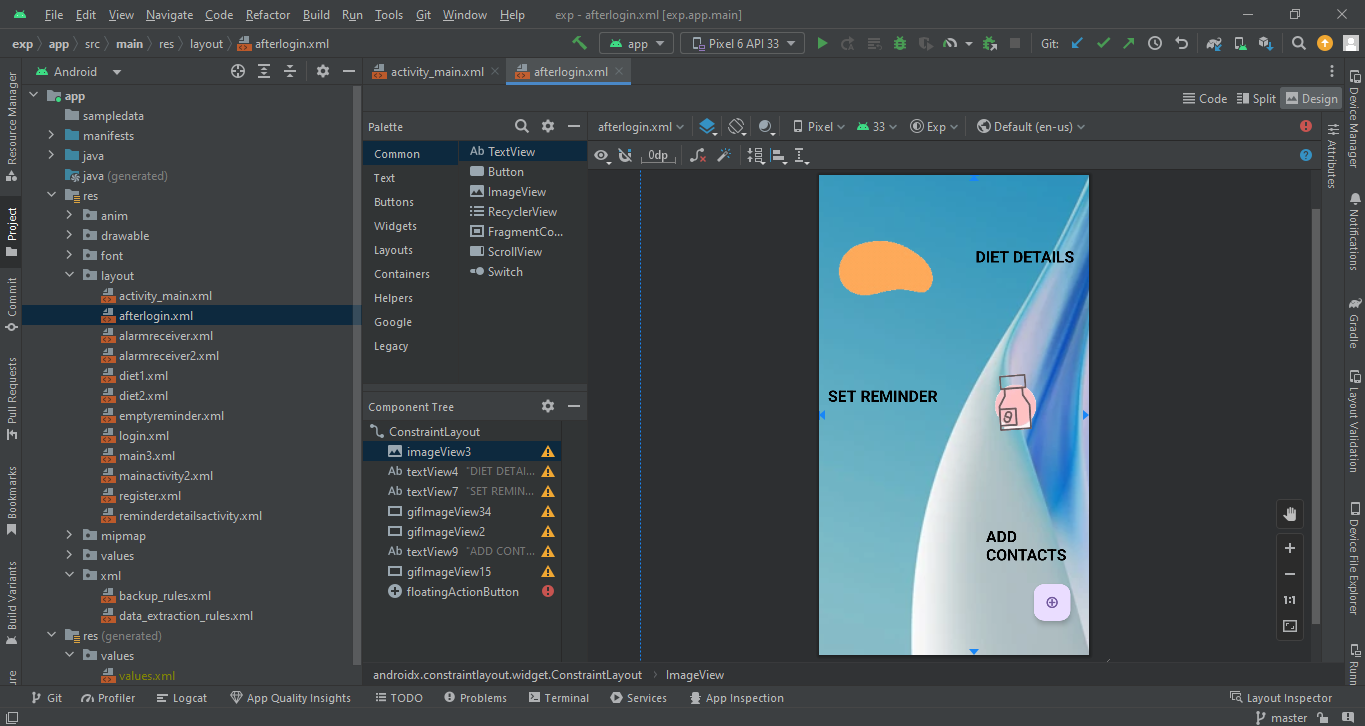 File Edit View Navigate Code Refactor Build Run Tools Git Window Help exp - afterlogin.xml [exp.app.main]
exp app src main res layout afterlogin.xml app Pixel 6 API 33 Git:
Android activity_main.xml afterlogin.xml
Code Split Design
Resource Manager
Project
Commit
Pull Requests
Bookmarks
Build Variants
app
sampledata
manifests
java
java (generated)
res
anim
drawable
font
layout
activity_main.xml
afterlogin.xml
alarmreceiver.xml
alarmreceiver2.xml
diet1.xml
diet2.xml
emptyreminder.xml
login.xml
main3.xml
mainactivity2.xml
register.xml
reminderdetailsactivity.xml
mipmap
values
xml
backup_rules.xml
data_extraction_rules.xml
res (generated)
values
values.xml
Palette
Common
Text
Buttons
Widgets
Layouts
Containers
Helpers
Google
Legacy
Ab TextView
Button
ImageView
RecyclerView
FragmentCo...
ScrollView
Switch
Component Tree
ConstraintLayout
imageView3
Ab textView4 "DIET DETAI...
Ab textView7 "SET REMIN...
gifImageView34
gifImageView2
Ab textView9 "ADD CONT...
gifImageView15
floatingActionButton
afterlogin.xml Pixel 33 Exp Default (en-us)
0dp
DIET DETAILS
SET REMINDER
ADD
CONTACTS
1:1
Attributes
Device Manager
Notifications
Gradle
Layout Validation
Device File Explorer
androidx.constraintlayout.widget.ConstraintLayout ImageView
Git Profiler Logcat App Quality Insights TODO Problems Terminal Services App Inspection Layout Inspector
master